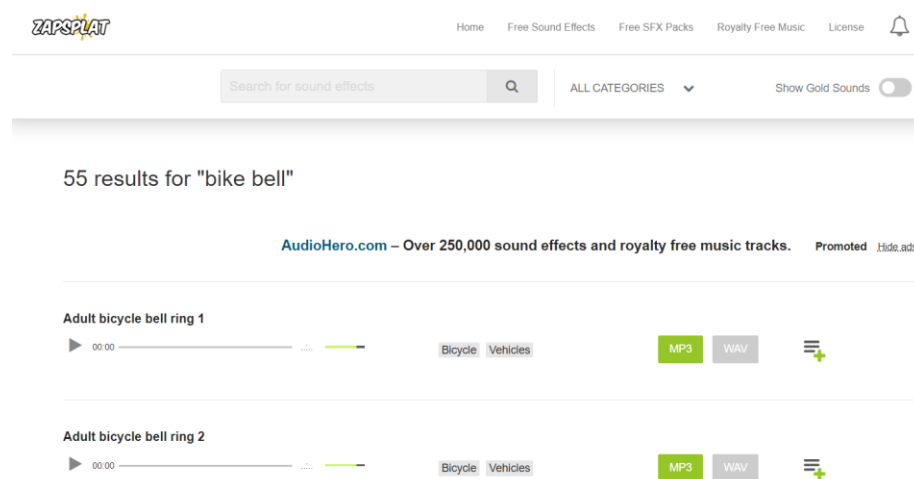 ZAPSPLAT
Home Free Sound Effects Free SFX Packs Royalty Free Music License
Search for sound effects ALL CATEGORIES Show Gold Sounds
55 results for "bike bell"
AudioHero.com – Over 250,000 sound effects and royalty free music tracks. Promoted Hide ads
Adult bicycle bell ring 1
00:00 Bicycle Vehicles MP3 WAV
Adult bicycle bell ring 2
00:00 Bicycle Vehicles MP3 WAV